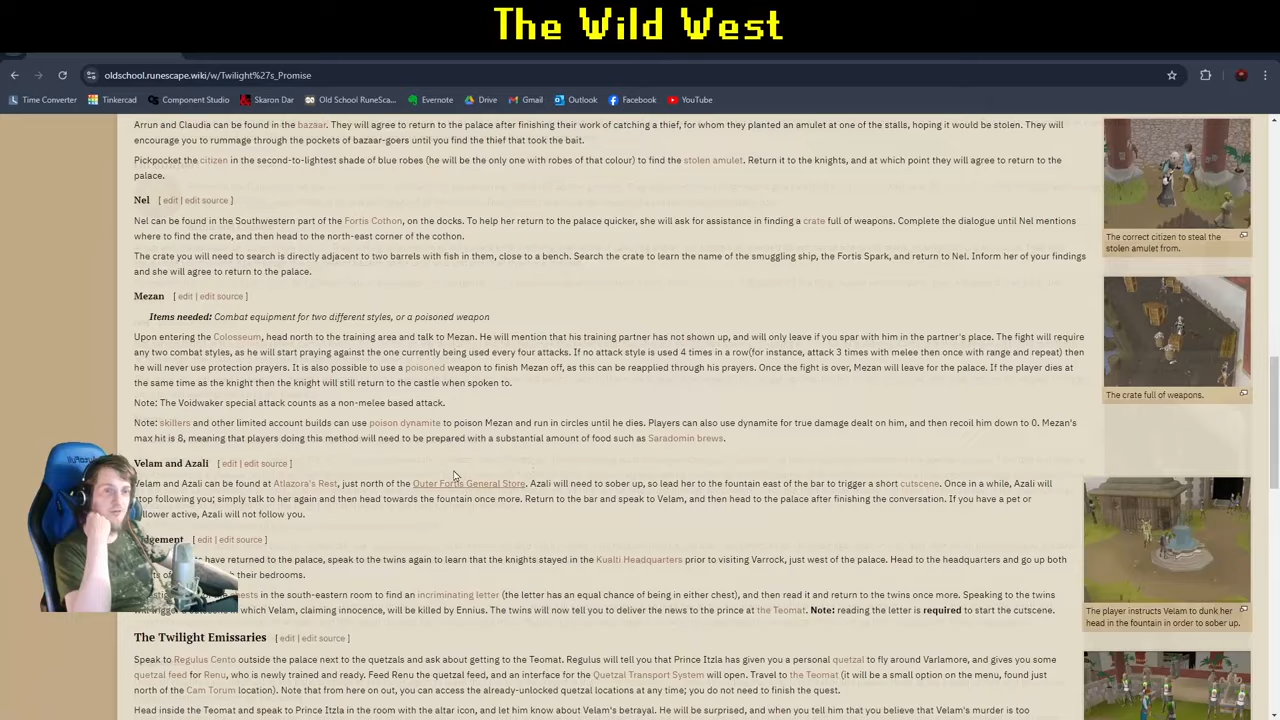 The Wild West
oldschool.runescape.wiki/w/Twilight%27s_Promise
Time Converter
Tinkercad
Component Studio
Skaron Dar
Old School RuneSca...
Evernote
Drive
Gmail
Outlook
Facebook
YouTube
Arrun and Claudia can be found in the bazaar. They will agree to return to the palace after finishing their work of catching a thief, for whom they planted an amulet at one of the stalls, hoping it would be stolen. They will
encourage you to rummage through the pockets of bazaar-goers until you find the thief that took the bait.
Pickpocket the citizen in the second-to-lightest shade of blue robes (he will be the only one with robes of that colour) to find the stolen amulet. Return it to the knights, and at which point they will agree to return to the
palace.
The correct citizen to steal the
stolen amulet from.
Nel [ edit | edit source ]
Nel can be found in the Southwestern part of the Fortis Cothon, on the docks. To help her return to the palace quicker, she will ask for assistance in finding a crate full of weapons. Complete the dialogue until Nel mentions
where to find the crate, and then head to the north-east corner of the cothon.
The crate you will need to search is directly adjacent to two barrels with fish in them, close to a bench. Search the crate to learn the name of the smuggling ship, the Fortis Spark, and return to Nel. Inform her of your findings
and she will agree to return to the palace.
The crate full of weapons.
Mezan [ edit | edit source ]
Items needed: Combat equipment for two different styles, or a poisoned weapon
Upon entering the Colosseum, head north to the training area and talk to Mezan. He will mention that his training partner has not shown up, and will only leave if you spar with him in the partner's place. The fight will require
any two combat styles, as he will start praying against the one currently being used every four attacks. If no attack style is used 4 times in a row(for instance, attack 3 times with melee then once with range and repeat) then
he will never use protection prayers. It is also possible to use a poisoned weapon to finish Mezan off, as this can be reapplied through his prayers. Once the fight is over, Mezan will leave for the palace. If the player dies at
the same time as the knight then the knight will still return to the castle when spoken to.
Note: The Voidwaker special attack counts as a non-melee based attack.
Note: skillers and other limited account builds can use poison dynamite to poison Mezan and run in circles until he dies. Players can also use dynamite for true damage dealt on him, and then recoil him down to 0. Mezan's
max hit is 8, meaning that players doing this method will need to be prepared with a substantial amount of food such as Saradomin brews.
Velam and Azali [ edit | edit source ]
Velam and Azali can be found at Atlazora's Rest, just north of the Outer Fortis General Store. Azali will need to sober up, so lead her to the fountain east of the bar to trigger a short cutscene. Once in a while, Azali will
top following you; simply talk to her again and then head towards the fountain once more. Return to the bar and speak to Velam, and then head to the palace after finishing the conversation. If you have a pet or
llower active, Azali will not follow you.
The player instructs Velam to dunk her
head in the fountain in order to sober up.
dgement [ edit | edit source ]
ts have returned to the palace, speak to the twins again to learn that the knights stayed in the Kualti Headquarters prior to visiting Varrock, just west of the palace. Head to the headquarters and go up both
their bedrooms.
ests in the south-eastern room to find an incriminating letter (the letter has an equal chance of being in either chest), and then read it and return to the twins once more. Speaking to the twins
in which Velam, claiming innocence, will be killed by Ennius. The twins will now tell you to deliver the news to the prince at the Teomat. Note: reading the letter is required to start the cutscene.
The Twilight Emissaries [ edit | edit source ]
Speak to Regulus Cento outside the palace next to the quetzals and ask about getting to the Teomat. Regulus will tell you that Prince Itzla has given you a personal quetzal to fly around Varlamore, and gives you some
quetzal feed for Renu, who is newly trained and ready. Feed Renu the quetzal feed, and an interface for the Quetzal Transport System will open. Travel to the Teomat (it will be a small option on the menu, found just
north of the Cam Torum location). Note that from here on out, you can access the already-unlocked quetzal locations at any time; you do not need to finish the quest.
Head inside the Teomat and speak to Prince Itzla in the room with the altar icon, and let him know about Velam's betrayal. He will be surprised, and when you tell him that you believe that Velam's murder is too